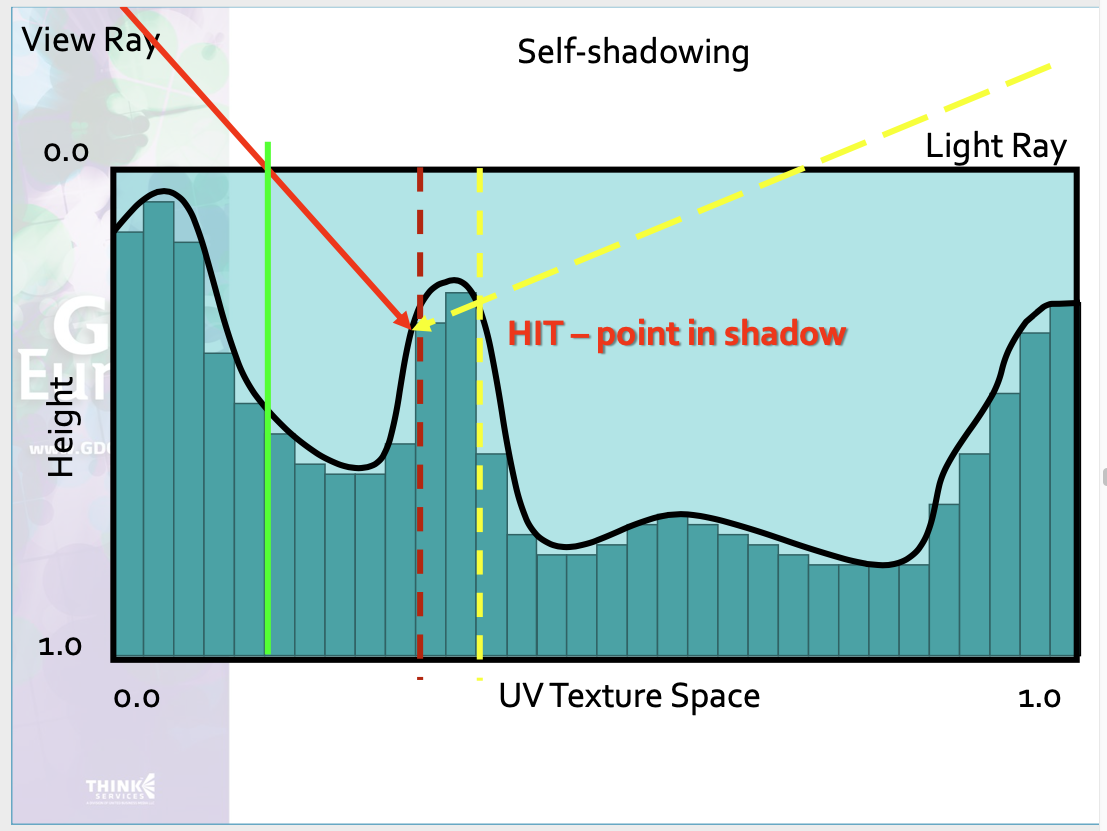 View Ray
Self-shadowing
0.0
Light Ray
HIT – point in shadow
Height
1.0
0.0
UV Texture Space
1.0
THINK
SERVICES